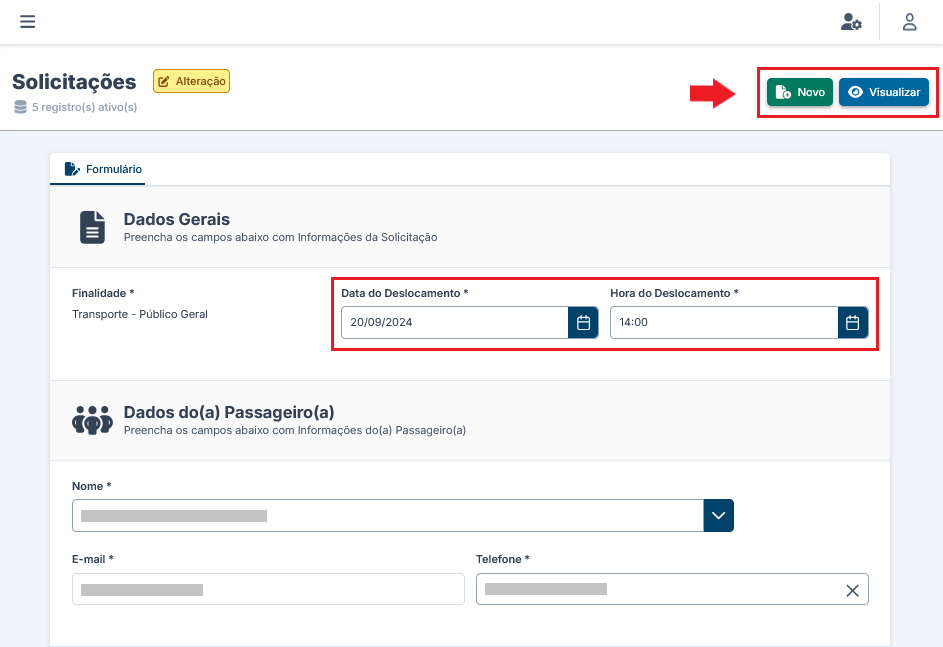 Solicitações
Alteração
5 registro(s) ativo(s)
Novo
Visualizar
Formulário
Dados Gerais
Preencha os campos abaixo com Informações da Solicitação
Finalidade *
Transporte - Público Geral
Data do Deslocamento *
20/09/2024
Hora do Deslocamento *
14:00
Dados do(a) Passageiro(a)
Preencha os campos abaixo com Informações do(a) Passageiro(a)
Nome *
E-mail *
Telefone *